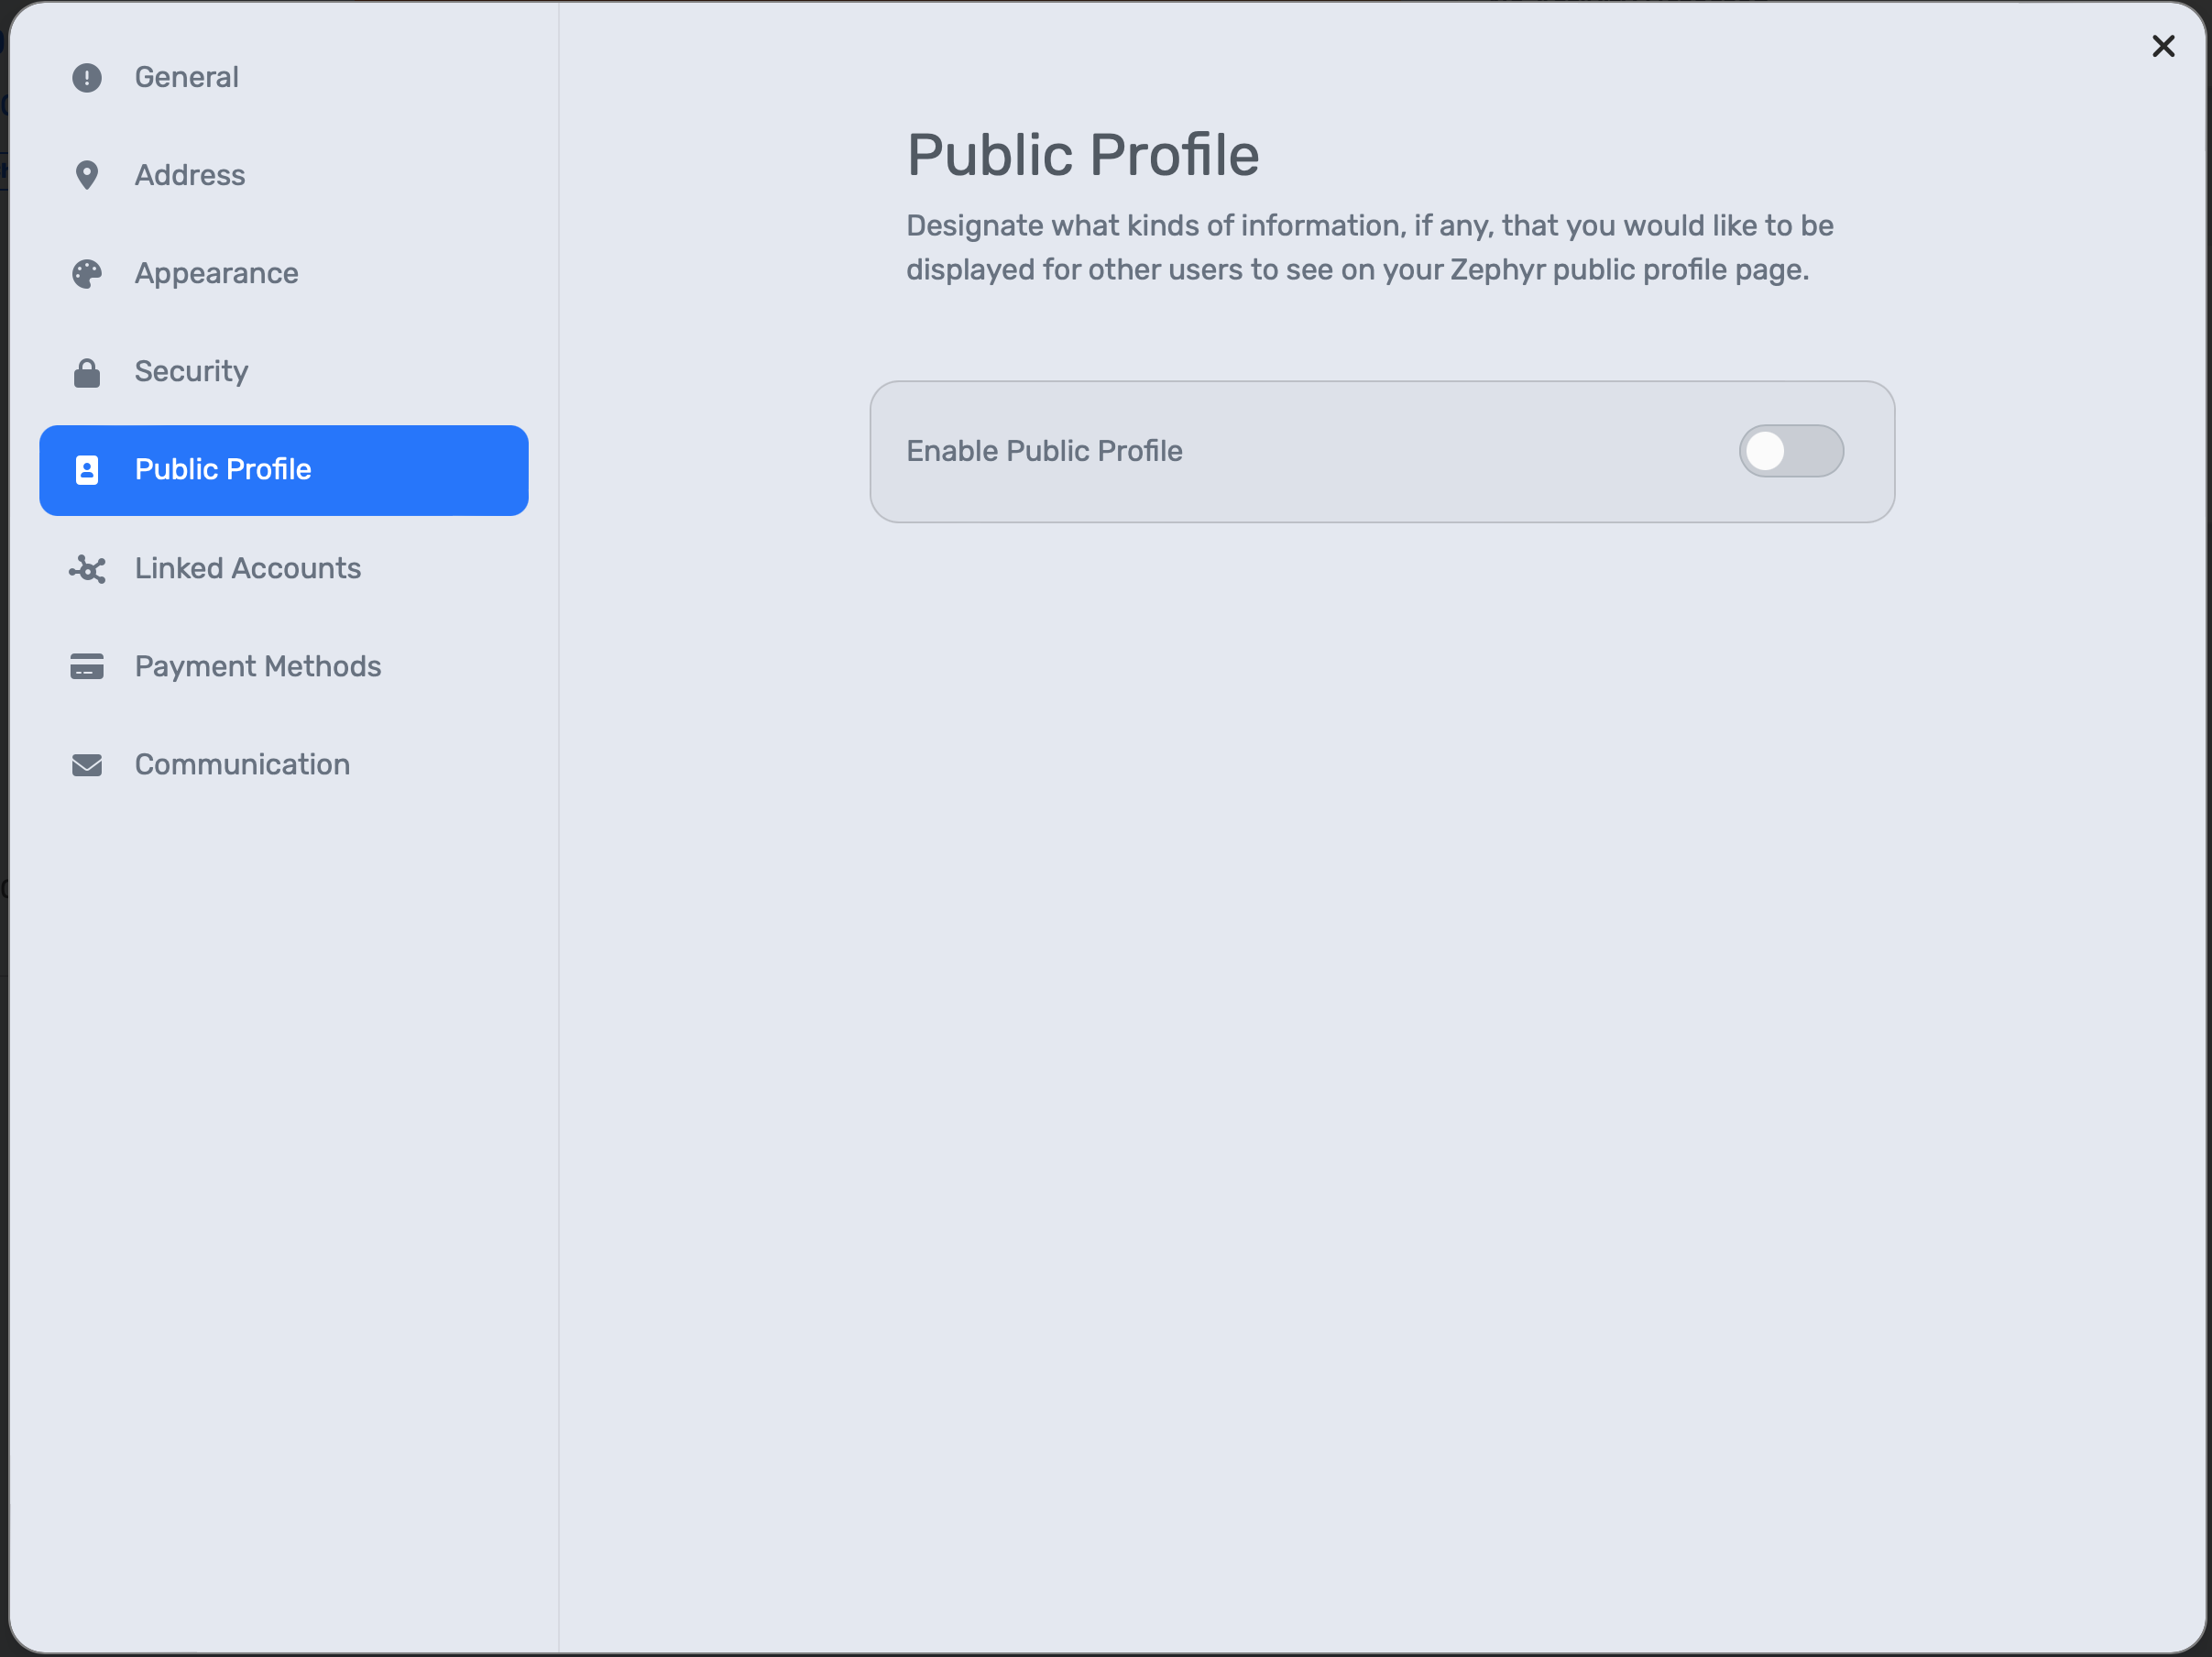 General
Address
Appearance
Security
Public Profile
Linked Accounts
Payment Methods
Communication
Public Profile
Designate what kinds of information, if any, that you would like to be
displayed for other users to see on your Zephyr public profile page.
Enable Public Profile